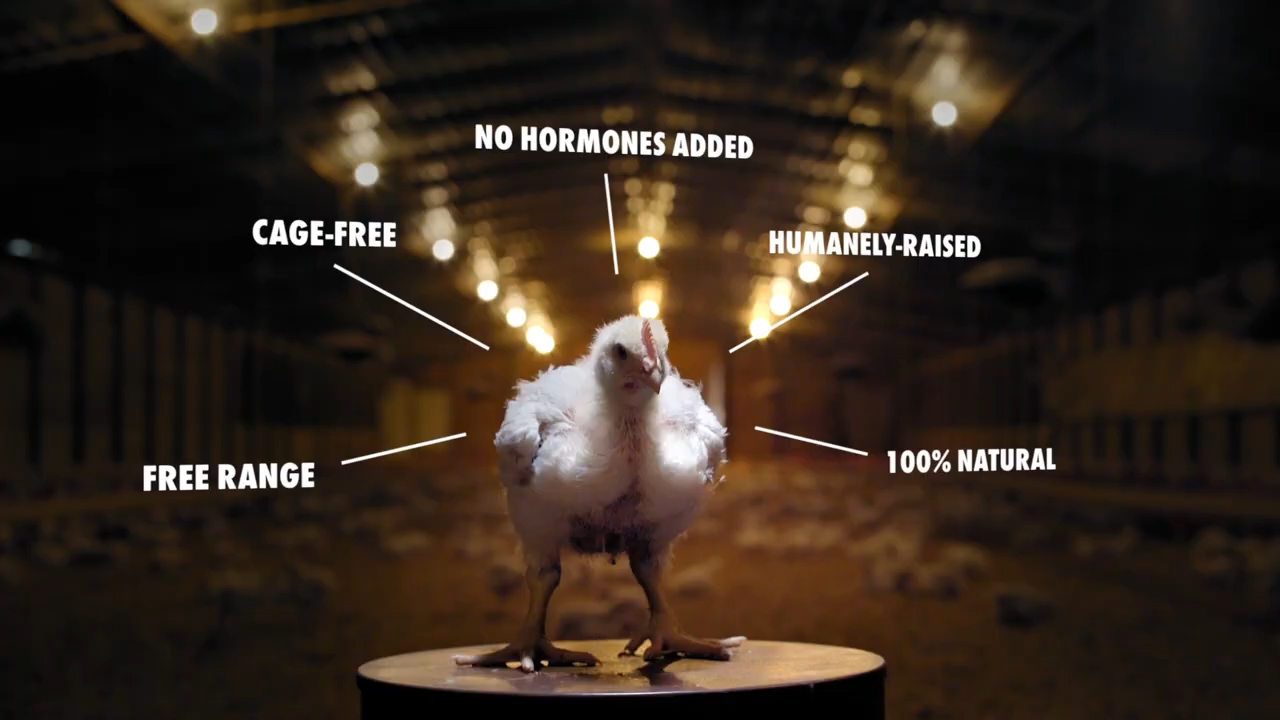 NO HORMONES ADDED
CAGE-FREE
HUMANELY-RAISED
FREE RANGE
100% NATURAL